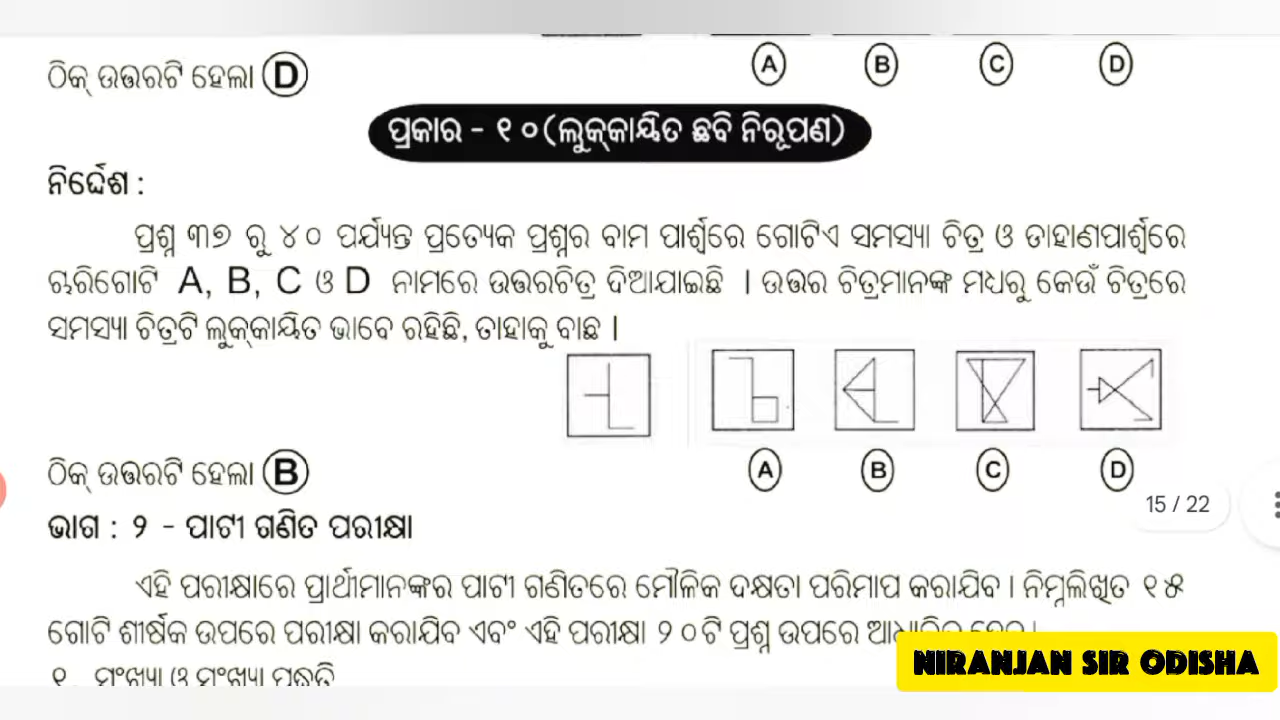 ଠିକ୍ ଉତ୍ତରଟି ହେଲା D
A B C D
ପ୍ରକାର - ୧୦(ଲୁକ୍କାୟିତ ଛବି ନିରୂପଣ)
ନିର୍ଦ୍ଦେଶ :
ପ୍ରଶ୍ନ ୩୭ ରୁ ୪୦ ପର୍ଯ୍ୟନ୍ତ ପ୍ରତ୍ୟେକ ପ୍ରଶ୍ନର ବାମ ପାର୍ଶ୍ୱରେ ଗୋଟିଏ ସମସ୍ୟା ଚିତ୍ର ଓ ଡାହାଣପାର୍ଶ୍ୱରେ
ଚାରିଗୋଟି A, B, C ଓ D ନାମରେ ଉତ୍ତରଚିତ୍ର ଦିଆଯାଇଛି । ଉତ୍ତର ଚିତ୍ରମାନଙ୍କ ମଧ୍ୟରୁ କେଉଁ ଚିତ୍ରରେ
ସମସ୍ୟା ଚିତ୍ରଟି ଲୁକ୍କାୟିତ ଭାବେ ରହିଛି, ତାହାକୁ ବାଛ ।
ଠିକ୍ ଉତ୍ତରଟି ହେଲା B
A B C D
15 / 22
ଭାଗ : ୨ - ପାଟୀ ଗଣିତ ପରୀକ୍ଷା
ଏହି ପରୀକ୍ଷାରେ ପ୍ରାର୍ଥୀମାନଙ୍କର ପାଟୀ ଗଣିତରେ ମୌଳିକ ଦକ୍ଷତା ପରିମାପ କରାଯିବ । ନିମ୍ନଲିଖିତ ୧୫
ଗୋଟି ଶୀର୍ଷକ ଉପରେ ପରୀକ୍ଷା କରାଯିବ ଏବଂ ଏହି ପରୀକ୍ଷା ୨୦ଟି ପ୍ରଶ୍ନ ଉପରେ
NIRANJAN SIR ODISHA
୧. ସଂଖ୍ୟା ଓ ସଂଖ୍ୟା ପଦ୍ଧତି